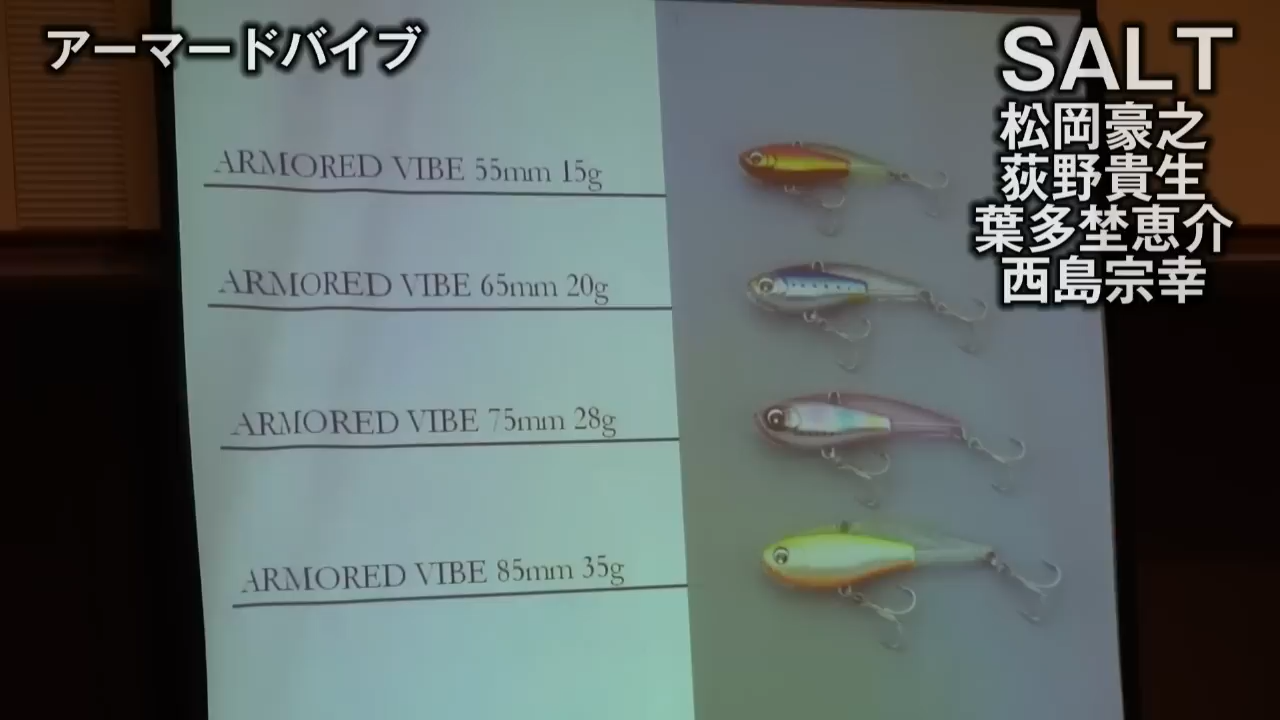 アーマードバイブ
SALT
松岡豪之
荻野貴生
葉多埜恵介
西島宗幸
ARMORED VIBE 55mm 15g
ARMORED VIBE 65mm 20g
ARMORED VIBE 75mm 28g
ARMORED VIBE 85mm 35g